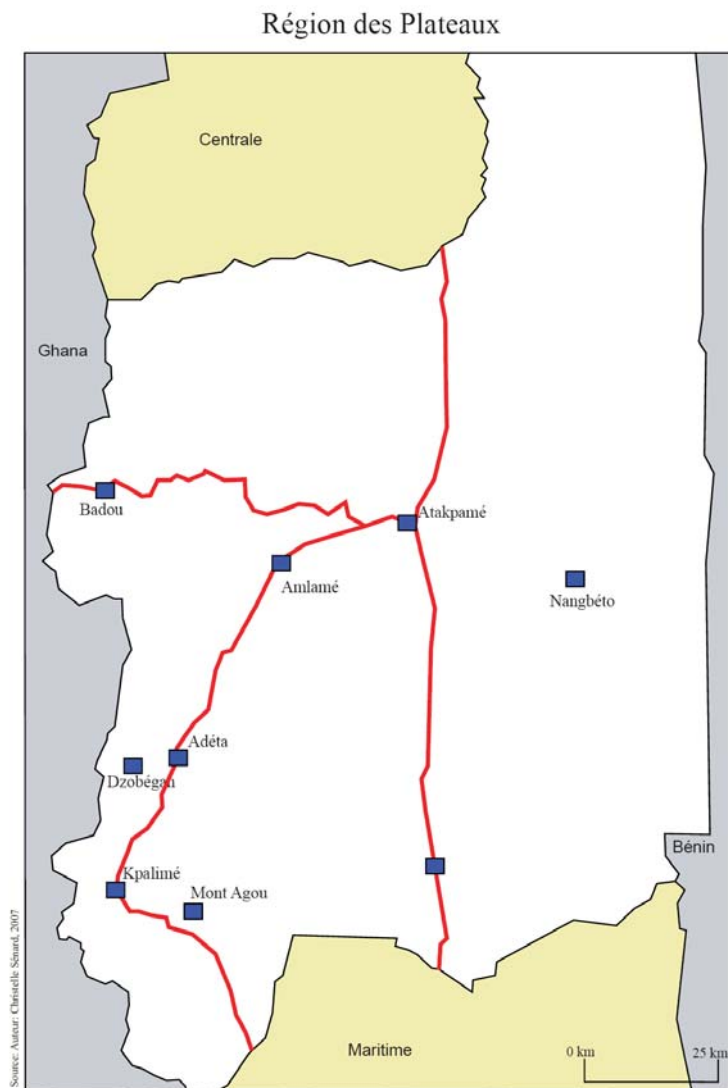 Région des Plateaux
Centrale
Ghana
Badou
Atakpamé
Amlamé
Nangbéto
Adéta
Dzobégan
Bénin
Kpalimé
Mont Agou
Maritime
0 km
25 km
Source: Auteur: Christelle Sénard, 2007